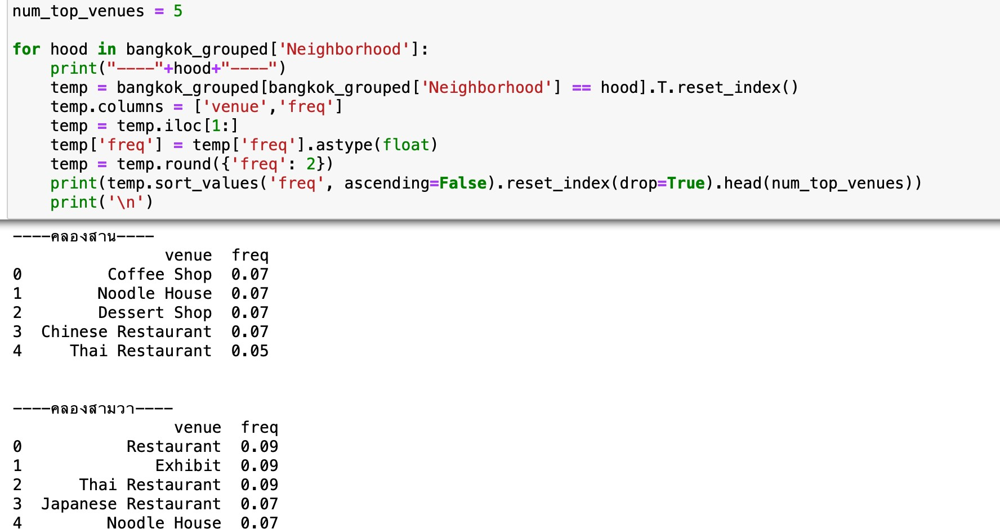 num_top_venues = 5
for hood in bangkok_grouped['Neighborhood']:
    print("----"+hood+"----")
    temp = bangkok_grouped[bangkok_grouped['Neighborhood'] == hood].T.reset_index()
    temp.columns = ['venue','freq']
    temp = temp.iloc[1:]
    temp['freq'] = temp['freq'].astype(float)
    temp = temp.round({'freq': 2})
    print(temp.sort_values('freq', ascending=False).reset_index(drop=True).head(num_top_venues))
    print('\n')
----คลองสาน----
                venue  freq
0         Coffee Shop  0.07
1        Noodle House  0.07
2        Dessert Shop  0.07
3  Chinese Restaurant  0.07
4     Thai Restaurant  0.05
----คลองสามวา----
                 venue  freq
0           Restaurant  0.09
1              Exhibit  0.09
2      Thai Restaurant  0.09
3  Japanese Restaurant  0.07
4         Noodle House  0.07